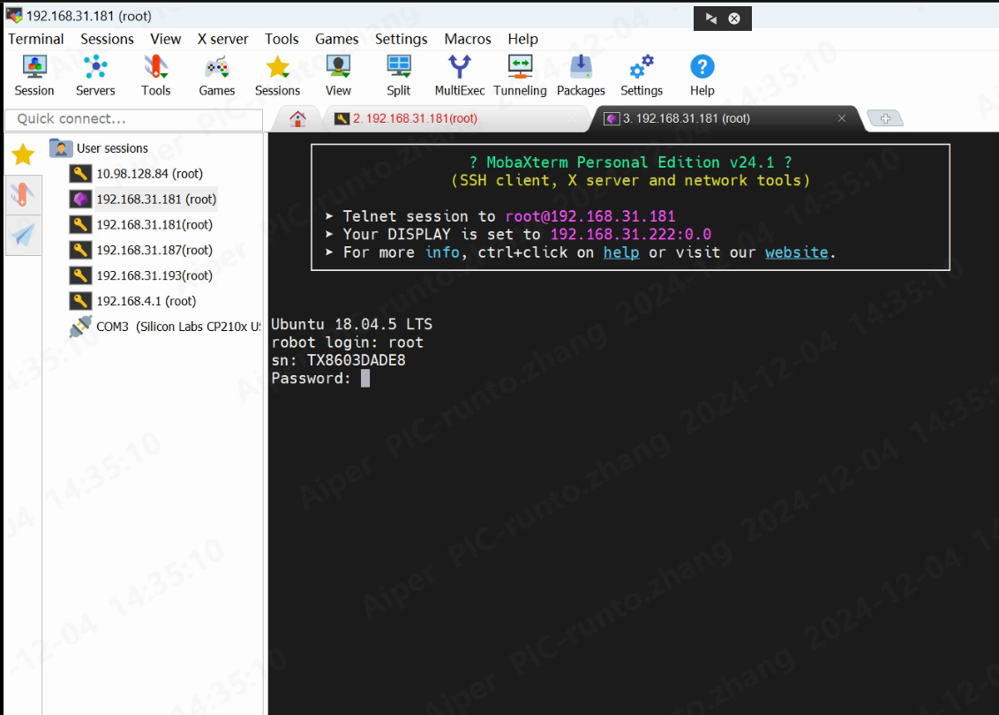 192.168.31.181 (root)
Terminal Sessions View X server Tools Games Settings Macros Help
Session Servers Tools Games Sessions View Split MultiExec Tunneling Packages Settings Help
Quick connect...
2. 192.168.31.181(root)
3. 192.168.31.181 (root)
User sessions
10.98.128.84 (root)
192.168.31.181 (root)
192.168.31.181(root)
192.168.31.187(root)
192.168.31.193(root)
192.168.4.1 (root)
COM3 (Silicon Labs CP210x
? MobaXterm Personal Edition v24.1 ?
(SSH client, X server and network tools)
➤ Telnet session to root@192.168.31.181
➤ Your DISPLAY is set to 192.168.31.222:0.0
➤ For more info, ctrl+click on help or visit our website.
Ubuntu 18.04.5 LTS
robot login: root
sn: TX8603DADE8
Password:
Aiper PIC-runto.zhang 2024-12-04 14:35:10